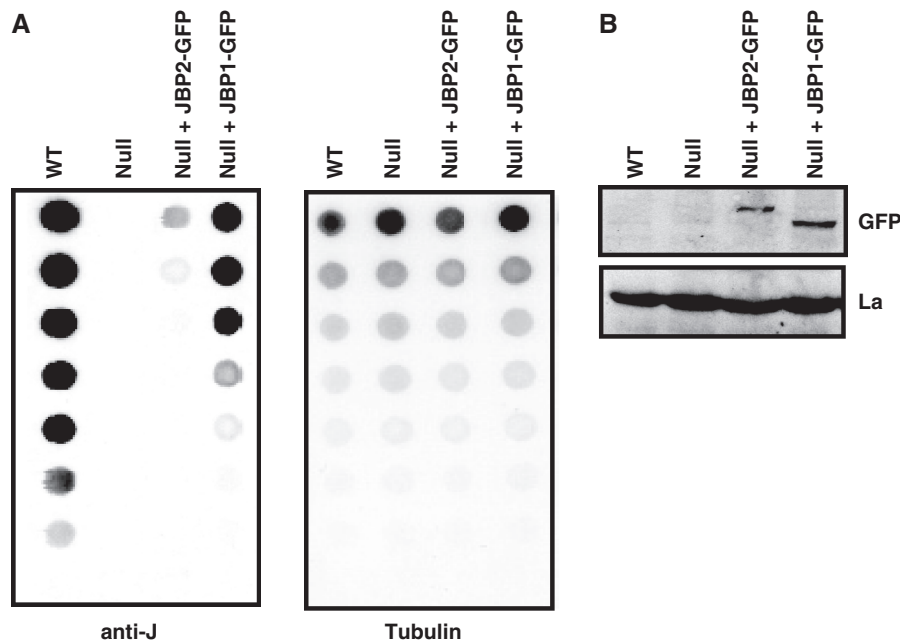 A
WT
Null
Null + JBP2-GFP
Null + JBP1-GFP
anti-J
WT
Null
Null + JBP2-GFP
Null + JBP1-GFP
Tubulin
B
WT
Null
Null + JBP2-GFP
Null + JBP1-GFP
GFP
La